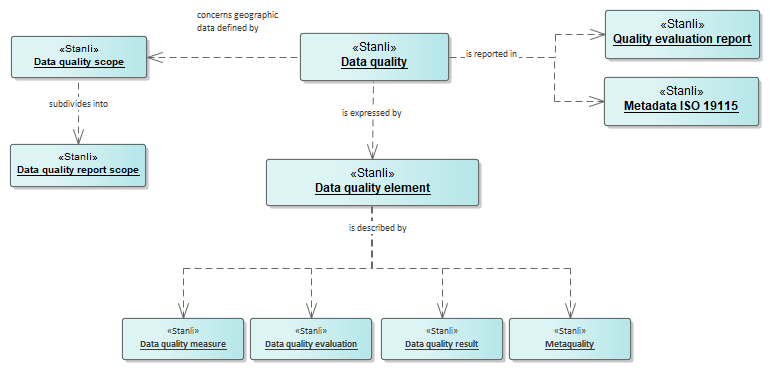 concerns geographic
data defined by
«Stanli»
Data quality scope
«Stanli»
Data quality
is reported in
«Stanli»
Quality evaluation report
«Stanli»
Metadata ISO 19115
subdivides into
is expressed by
«Stanli»
Data quality report scope
«Stanli»
Data quality element
is described by
«Stanli»
Data quality measure
«Stanli»
Data quality evaluation
«Stanli»
Data quality result
«Stanli»
Metaquality